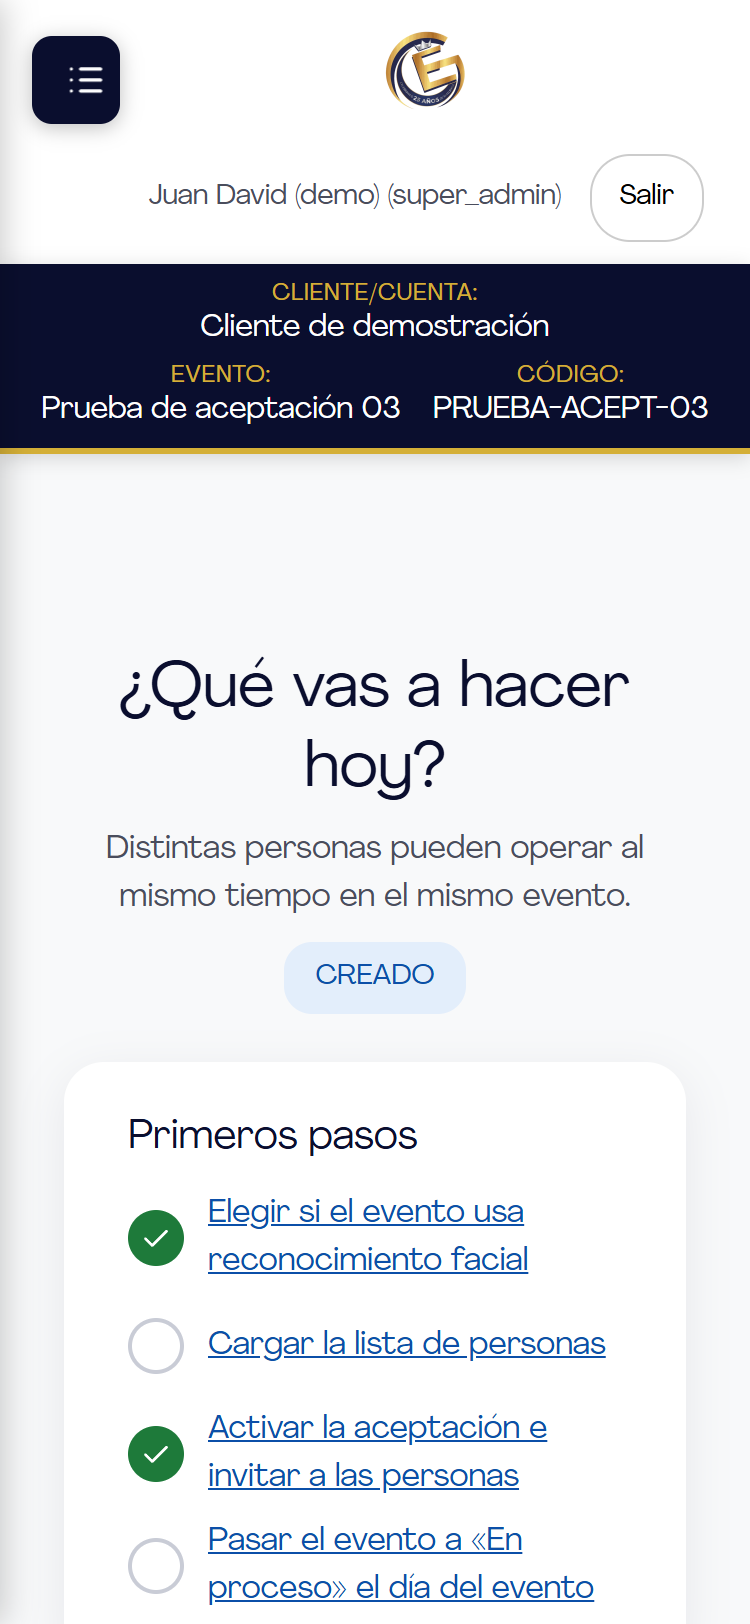 25 AÑOS
Juan David (demo) (super_admin)
Salir
CLIENTE/CUENTA:
Cliente de demostración
EVENTO:
Prueba de aceptación 03
CÓDIGO:
PRUEBA-ACEPT-03
¿Qué vas a hacer
hoy?
Distintas personas pueden operar al
mismo tiempo en el mismo evento.
CREADO
Primeros pasos
Elegir si el evento usa
reconocimiento facial
Cargar la lista de personas
Activar la aceptación e
invitar a las personas
Pasar el evento a «En
proceso» el día del evento